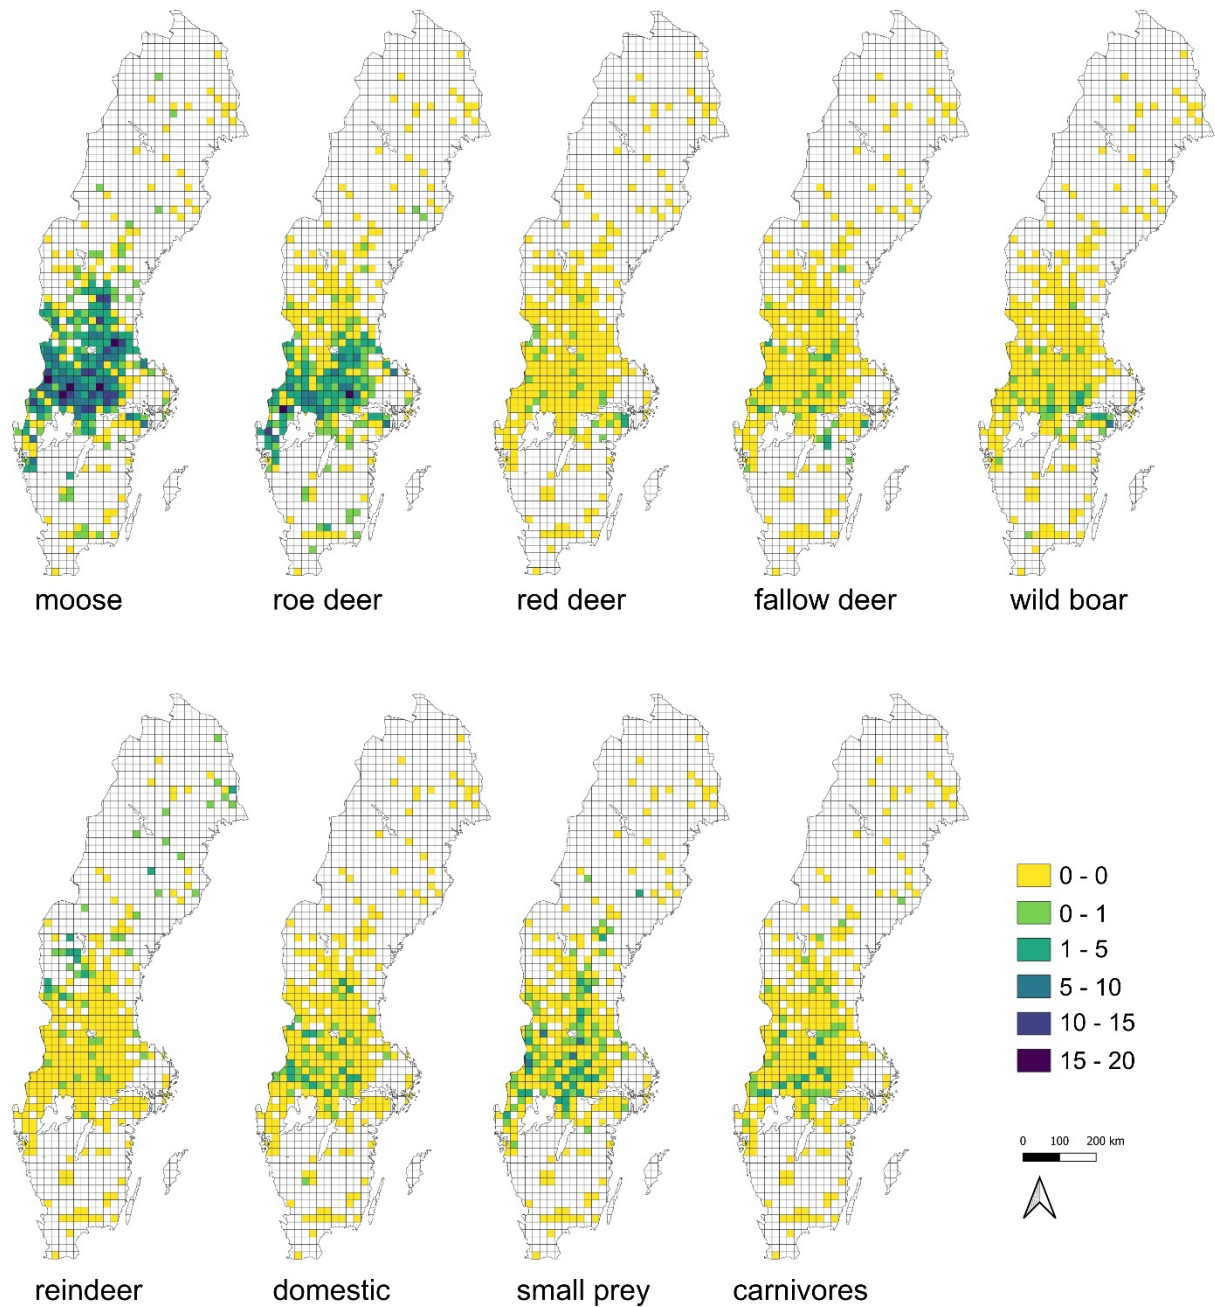 moose
roe deer
red deer
fallow deer
wild boar
0 - 0
0 - 1
1 - 5
5 - 10
10 - 15
15 - 20
0 100 200 km
reindeer
domestic
small prey
carnivores